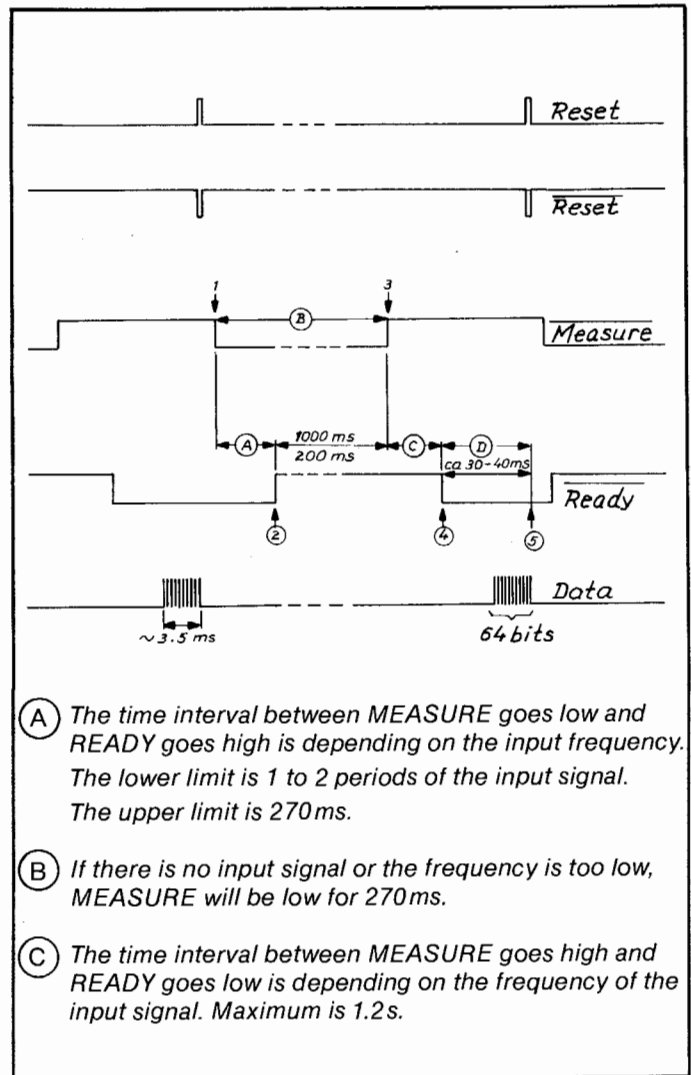 Reset
Reset
1
3
B
Measure
A
1000 ms
200 ms
C
D
ca 30-40ms
Ready
2
4
5
Data
~3.5 ms
64 bits
A The time interval between MEASURE goes low and
READY goes high is depending on the input frequency.
The lower limit is 1 to 2 periods of the input signal.
The upper limit is 270ms.
B If there is no input signal or the frequency is too low,
MEASURE will be low for 270ms.
C The time interval between MEASURE goes high and
READY goes low is depending on the frequency of the
input signal. Maximum is 1.2s.